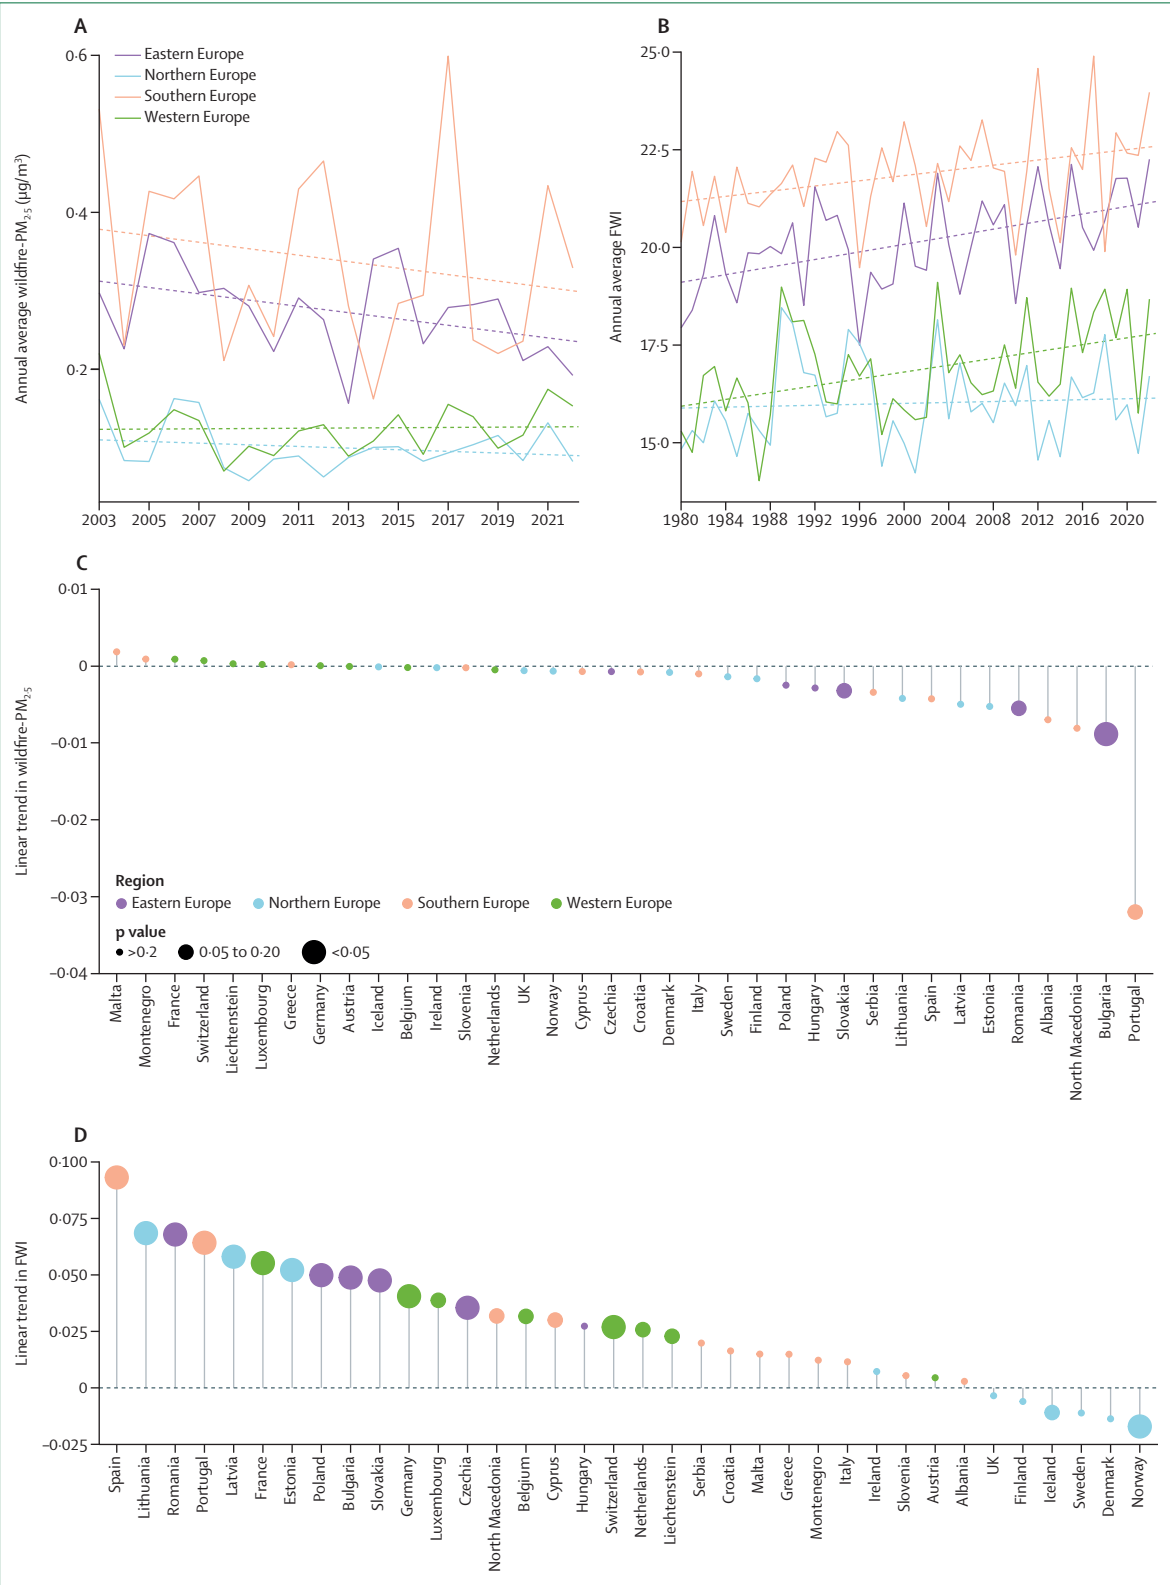 A
Annual average wildfire-PM2·5 (µg/m³)
0·6
0·4
0·2
Eastern Europe
Northern Europe
Southern Europe
Western Europe
2003 2005 2007 2009 2011 2013 2015 2017 2019 2021
B
Annual average FWI
25·0
22·5
20·0
17·5
15·0
1980 1984 1988 1992 1996 2000 2004 2008 2012 2016 2020
C
Linear trend in wildfire-PM2·5
0·01
0
–0·01
–0·02
–0·03
–0·04
Region
Eastern Europe Northern Europe Southern Europe Western Europe
p value
>0·2 0·05 to 0·20 <0·05
Malta
Montenegro
France
Switzerland
Liechtenstein
Luxembourg
Greece
Germany
Austria
Iceland
Belgium
Ireland
Slovenia
Netherlands
UK
Norway
Cyprus
Czechia
Croatia
Denmark
Italy
Sweden
Finland
Poland
Hungary
Slovakia
Serbia
Lithuania
Spain
Latvia
Estonia
Romania
Albania
North Macedonia
Bulgaria
Portugal
D
Linear trend in FWI
0·100
0·075
0·050
0·025
0
–0·025
Spain
Lithuania
Romania
Portugal
Latvia
France
Estonia
Poland
Bulgaria
Slovakia
Germany
Luxembourg
Czechia
North Macedonia
Belgium
Cyprus
Hungary
Switzerland
Netherlands
Liechtenstein
Serbia
Croatia
Malta
Greece
Montenegro
Italy
Ireland
Slovenia
Austria
Albania
UK
Finland
Iceland
Sweden
Denmark
Norway